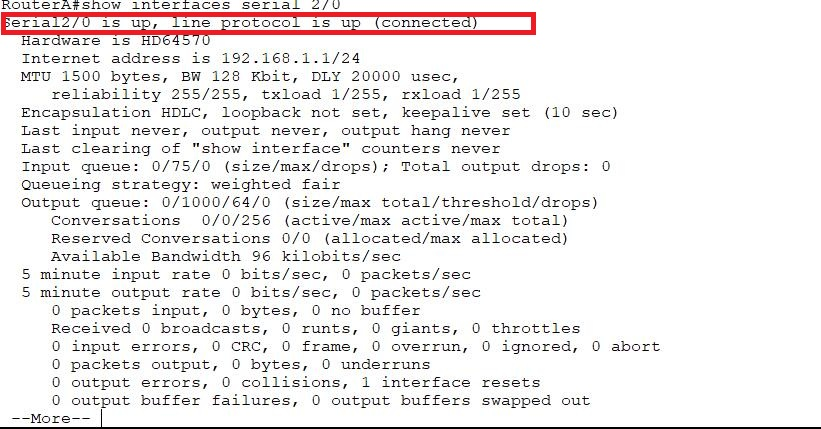 RouterA#show interfaces serial 2/0
Serial2/0 is up, line protocol is up (connected)
Hardware is HD64570
Internet address is 192.168.1.1/24
MTU 1500 bytes, BW 128 Kbit, DLY 20000 usec,
reliability 255/255, txload 1/255, rxload 1/255
Encapsulation HDLC, loopback not set, keepalive set (10 sec)
Last input never, output never, output hang never
Last clearing of "show interface" counters never
Input queue: 0/75/0 (size/max/drops); Total output drops: 0
Queueing strategy: weighted fair
Output queue: 0/1000/64/0 (size/max total/threshold/drops)
Conversations 0/0/256 (active/max active/max total)
Reserved Conversations 0/0 (allocated/max allocated)
Available Bandwidth 96 kilobits/sec
5 minute input rate 0 bits/sec, 0 packets/sec
5 minute output rate 0 bits/sec, 0 packets/sec
0 packets input, 0 bytes, 0 no buffer
Received 0 broadcasts, 0 runts, 0 giants, 0 throttles
0 input errors, 0 CRC, 0 frame, 0 overrun, 0 ignored, 0 abort
0 packets output, 0 bytes, 0 underruns
0 output errors, 0 collisions, 1 interface resets
0 output buffer failures, 0 output buffers swapped out
--More--